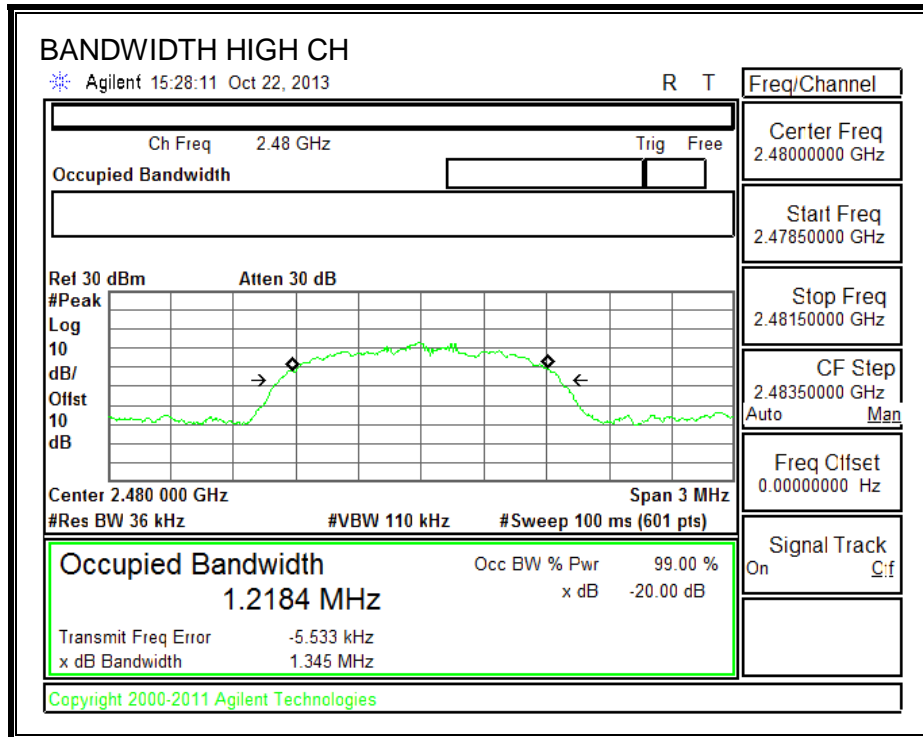 BANDWIDTH HIGH CH
Agilent 15:28:11 Oct 22, 2013 R T
Ch Freq 2.48 GHz Trig Free
Occupied Bandwidth
Ref 30 dBm Atten 30 dB
#Peak
Log
10
dB/
Offst
10
dB
Center 2.480 000 GHz Span 3 MHz
#Res BW 36 kHz #VBW 110 kHz #Sweep 100 ms (601 pts)
Occupied Bandwidth Occ BW % Pwr 99.00 %
1.2184 MHz x dB -20.00 dB
Transmit Freq Error -5.533 kHz
x dB Bandwidth 1.345 MHz
Copyright 2000-2011 Agilent Technologies
Freq/Channel
Center Freq
2.48000000 GHz
Start Freq
2.47850000 GHz
Stop Freq
2.48150000 GHz
CF Step
2.48350000 GHz
Auto Man
Freq Offset
0.00000000 Hz
Signal Track
On Off